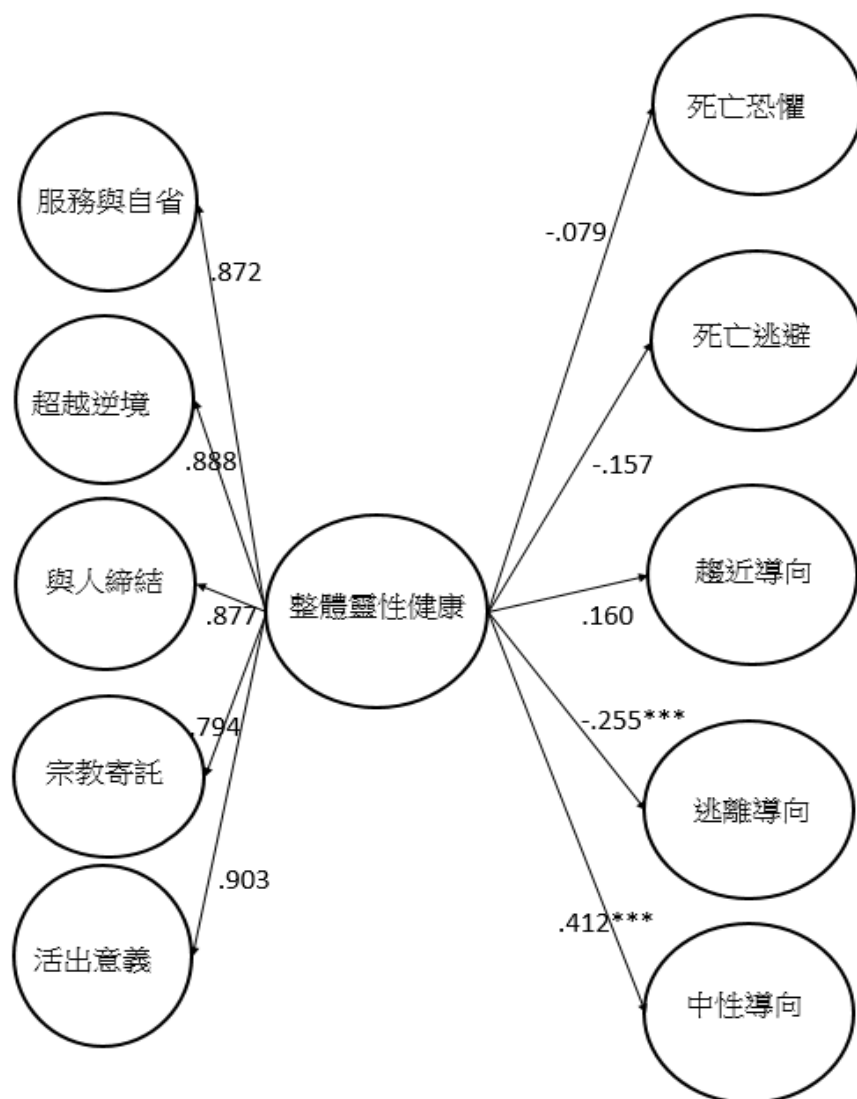 服務與自省
超越逆境
與人締結
宗教寄託
活出意義
.872
.888
.877
.794
.903
整體靈性健康
-.079
-.157
.160
-.255***
.412***
死亡恐懼
死亡逃避
趨近導向
逃離導向
中性導向